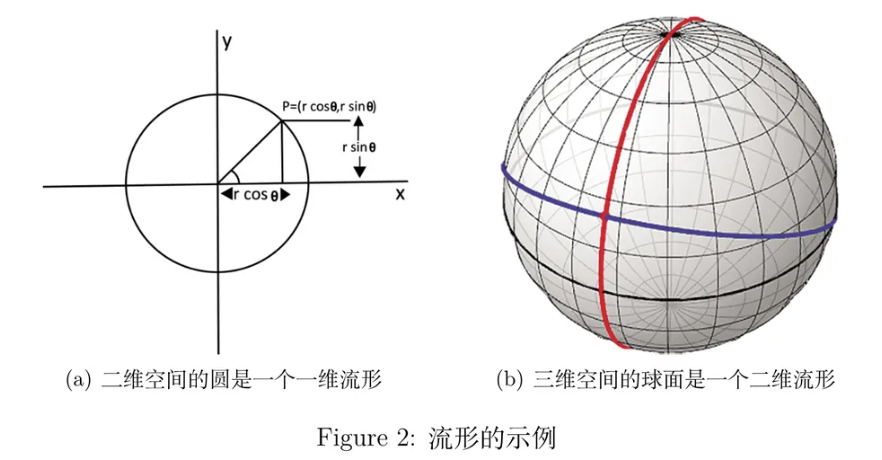 y
P=(r cosθ,r sinθ)
r sinθ
r cos θ
x
(a) 二维空间的圆是一个一维流形
(b) 三维空间的球面是一个二维流形
Figure 2: 流形的示例